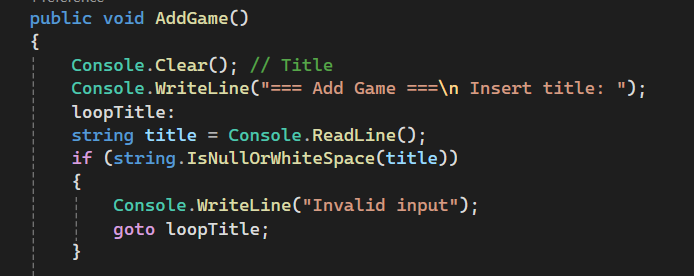 public void AddGame()
{
Console.Clear(); // Title
Console.WriteLine("=== Add Game ===\n Insert title: ");
loopTitle:
string title = Console.ReadLine();
if (string.IsNullOrWhiteSpace(title))
{
Console.WriteLine("Invalid input");
goto loopTitle;
}